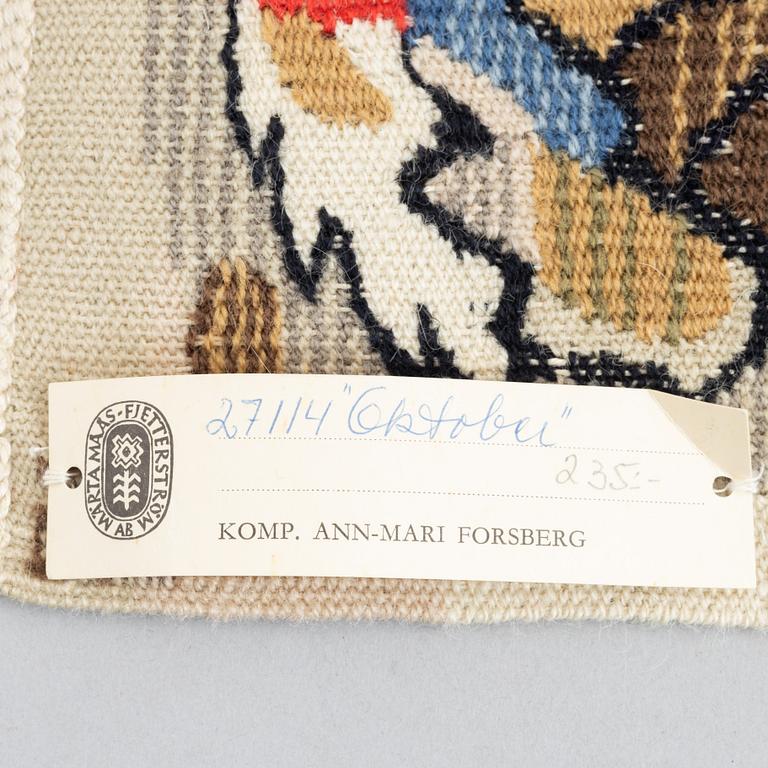 MÄRTA MÅÅS-FJETTERSTRÖM
AB
27114 "Oktober"
235:-
KOMP. ANN-MARI FORSBERG